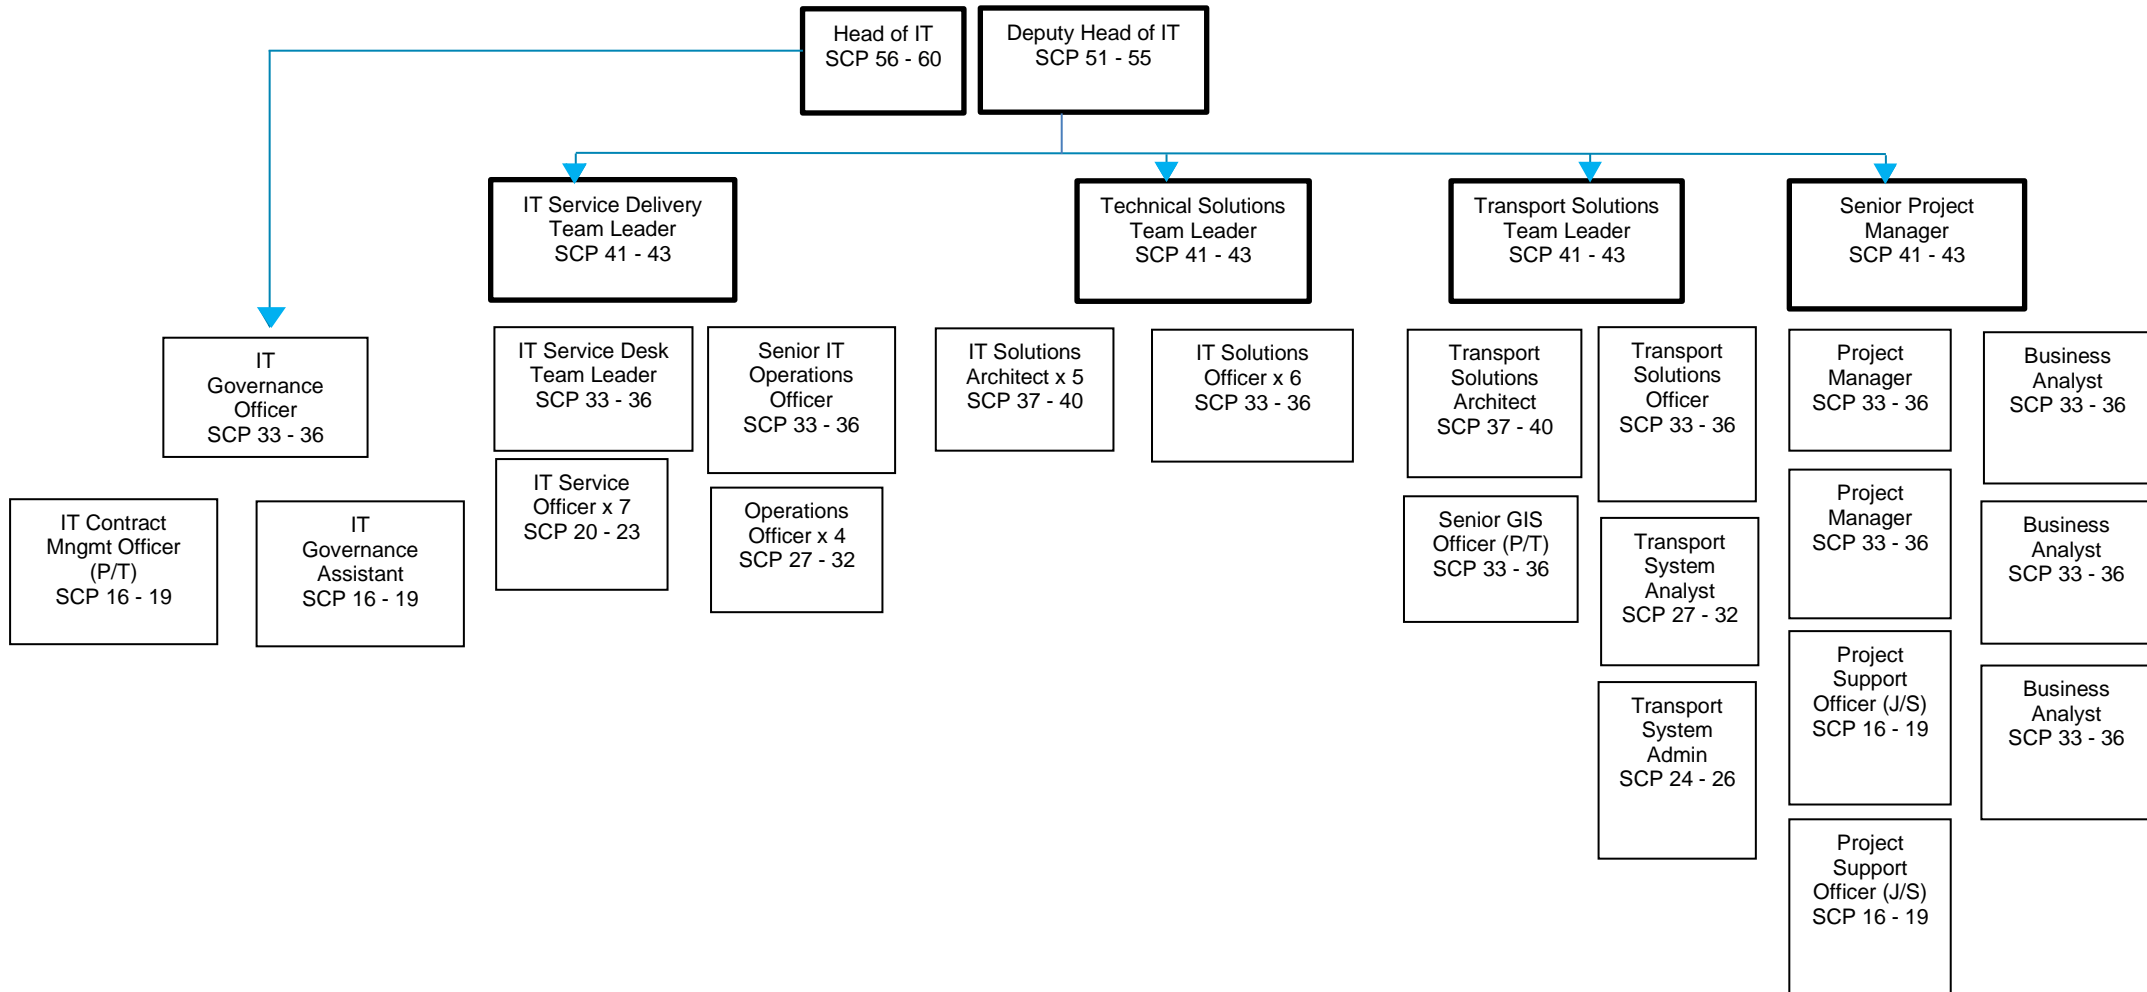 Head of IT
SCP 56 - 60
Deputy Head of IT
SCP 51 - 55
IT Service Delivery
Team Leader
SCP 41 - 43
Technical Solutions
Team Leader
SCP 41 - 43
Transport Solutions
Team Leader
SCP 41 - 43
Senior Project
Manager
SCP 41 - 43
IT
Governance
Officer
SCP 33 - 36
IT Service Desk
Team Leader
SCP 33 - 36
Senior IT
Operations
Officer
SCP 33 - 36
IT Solutions
Architect x 5
SCP 37 - 40
IT Solutions
Officer x 6
SCP 33 - 36
Transport
Solutions
Architect
SCP 37 - 40
Transport
Solutions
Officer
SCP 33 - 36
Project
Manager
SCP 33 - 36
Business
Analyst
SCP 33 - 36
IT Contract
Mngmt Officer
(P/T)
SCP 16 - 19
IT
Governance
Assistant
SCP 16 - 19
IT Service
Officer x 7
SCP 20 - 23
Operations
Officer x 4
SCP 27 - 32
Senior GIS
Officer (P/T)
SCP 33 - 36
Transport
System
Analyst
SCP 27 - 32
Project
Manager
SCP 33 - 36
Business
Analyst
SCP 33 - 36
Transport
System
Admin
SCP 24 - 26
Project
Support
Officer (J/S)
SCP 16 - 19
Business
Analyst
SCP 33 - 36
Project
Support
Officer (J/S)
SCP 16 - 19